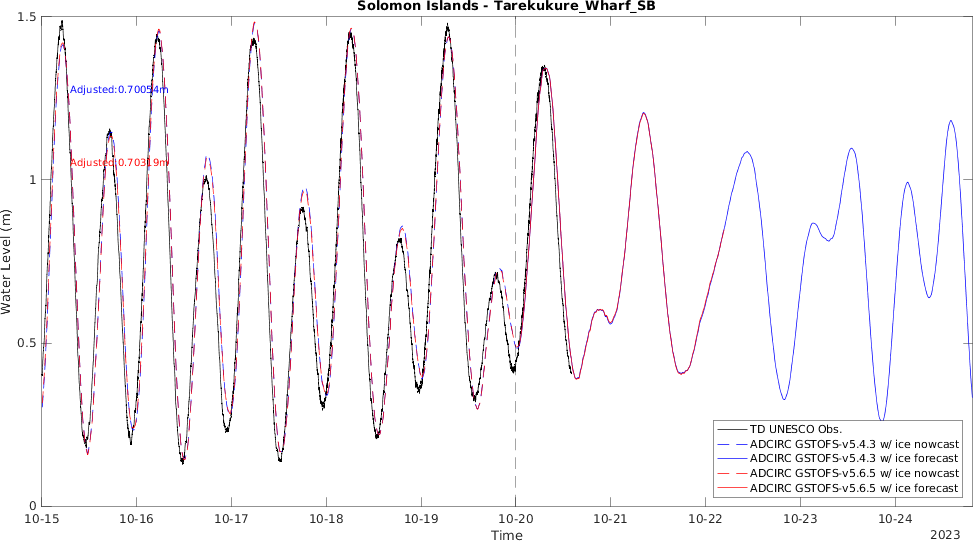 Solomon Islands - Tarekukure_Wharf_SB
1.5
Adjusted:0.70054m
Adjusted:0.70319m
1
Water Level (m)
0.5
0
TD UNESCO Obs.
ADCIRC GSTOFS-v5.4.3 w/ ice nowcast
ADCIRC GSTOFS-v5.4.3 w/ ice forecast
ADCIRC GSTOFS-v5.6.5 w/ ice nowcast
ADCIRC GSTOFS-v5.6.5 w/ ice forecast
10-15 10-16 10-17 10-18 10-19 10-20 10-21 10-22 10-23 10-24
Time
2023